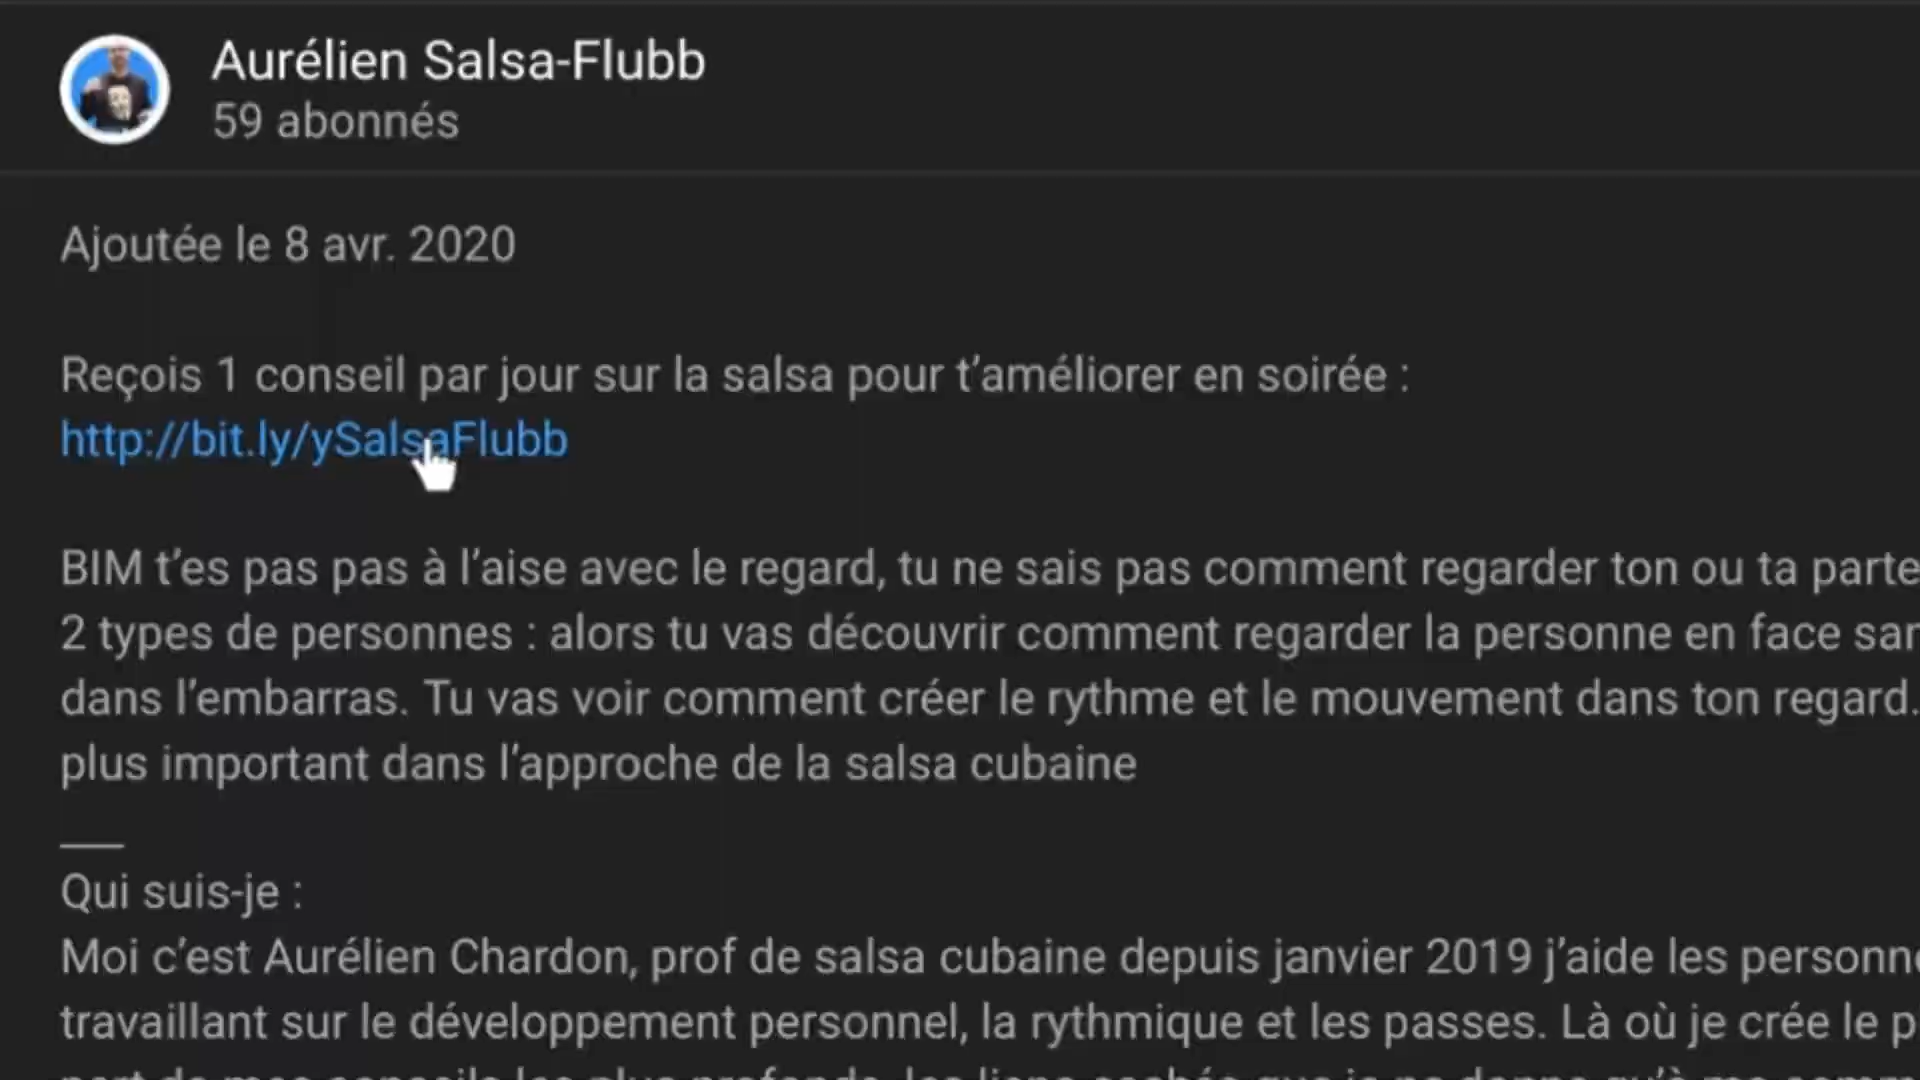 Aurélien Salsa-Flubb
59 abonnés
Ajoutée le 8 avr. 2020
Reçois 1 conseil par jour sur la salsa pour t’améliorer en soirée :
http://bit.ly/ySalsaFlubb
BIM t’es pas pas à l’aise avec le regard, tu ne sais pas comment regarder ton ou ta parte
2 types de personnes : alors tu vas découvrir comment regarder la personne en face san
dans l’embarras. Tu vas voir comment créer le rythme et le mouvement dans ton regard.
plus important dans l’approche de la salsa cubaine
Qui suis-je :
Moi c’est Aurélien Chardon, prof de salsa cubaine depuis janvier 2019 j’aide les personne
travaillant sur le développement personnel, la rythmique et les passes. Là où je crée le p